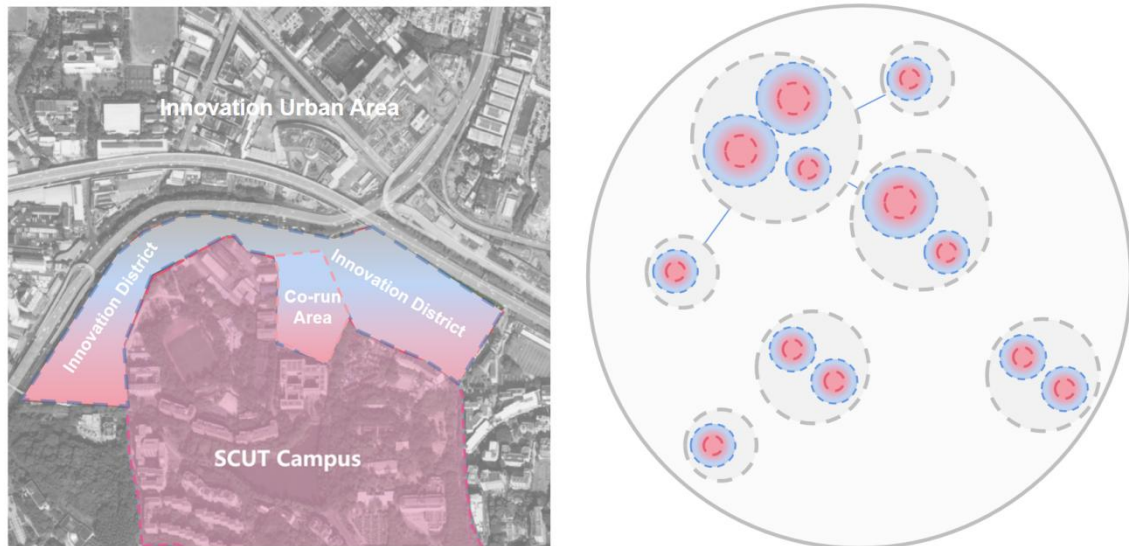 Innovation Urban Area
Innovation District
Innovation District
Co-run
Area
SCUT Campus